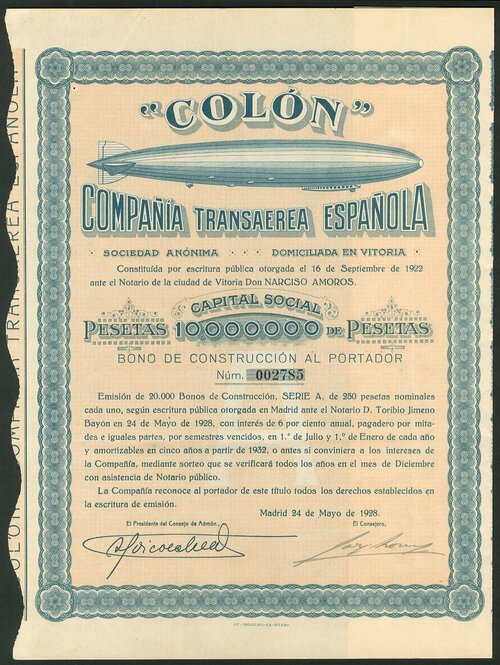 "COLÓN"
COMPAÑÍA TRANSAEREA ESPAÑOLA
· SOCIEDAD ANÓNIMA · · · DOMICILIADA EN VITORIA ·
Constituída por escritura pública otorgada el 16 de Septiembre de 1922
ante el Notario de la ciudad de Vitoria Don NARCISO AMOROS.
CAPITAL SOCIAL
PESETAS 10000000 DE PESETAS
BONO DE CONSTRUCCIÓN AL PORTADOR
Núm. 002785
Emisión de 20.000 Bonos de Construcción, SERIE A, de 250 pesetas nominales
cada uno, según escritura pública otorgada en Madrid ante el Notario D. Toribio Jimeno
Bayón en 24 de Mayo de 1928, con interés de 6 por ciento anual, pagadero por mita-
des e iguales partes, por semestres vencidos, en 1.º de Julio y 1.º de Enero de cada año
y amortizables en cinco años a partir de 1932, o antes si conviniera a los intereses de
la Compañía, mediante sorteo que se verificará todos los años en el mes de Diciembre
con asistencia de Notario público.
La Compañía reconoce al portador de este título todos los derechos establecidos en
la escritura de emisión.
Madrid 24 de Mayo de 1928.
El Presidente del Consejo de Admón.,
El Consejero,